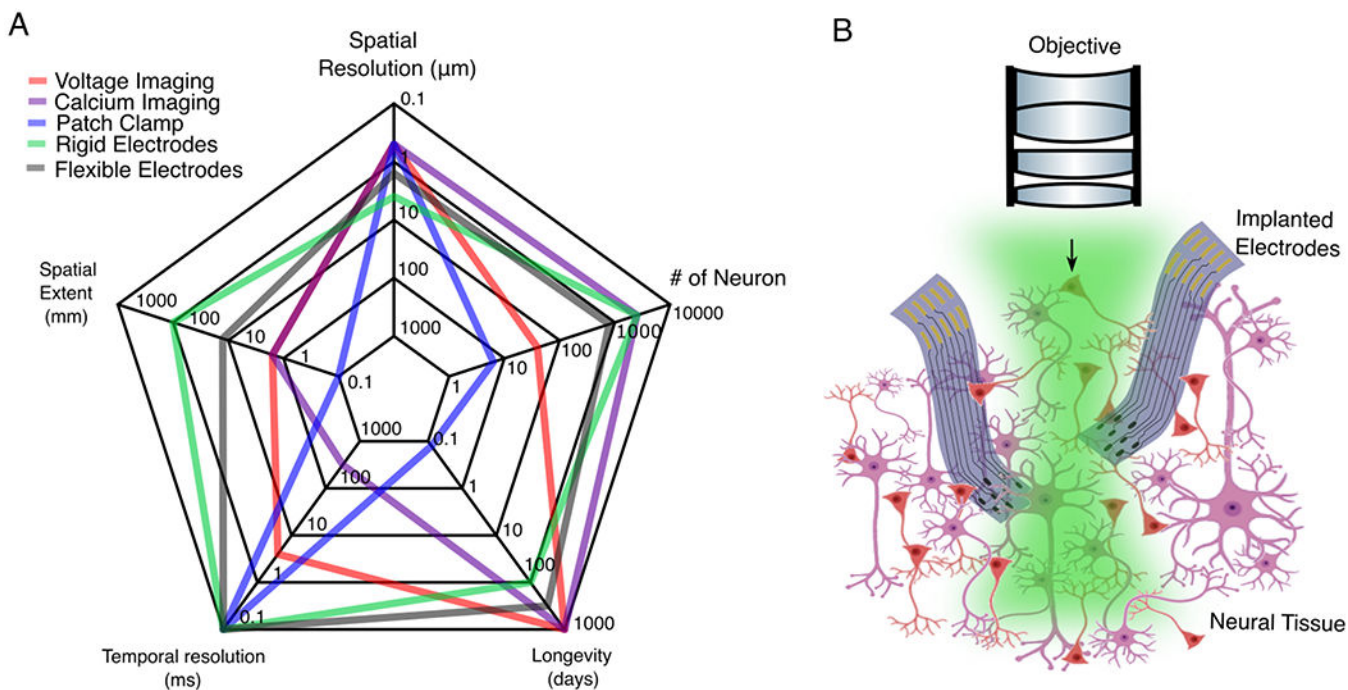 A
Spatial
Resolution (μm)
Voltage Imaging
Calcium Imaging
Patch Clamp
Rigid Electrodes
Flexible Electrodes
0.1
1
10
100
1000
# of Neuron
10000
1000
100
10
1
Spatial
Extent
(mm)
1000
100
10
1
0.1
1000
100
10
1
0.1
Temporal resolution
(ms)
0.1
1
10
100
1000
Longevity
(days)
B
Objective
Implanted
Electrodes
Neural Tissue